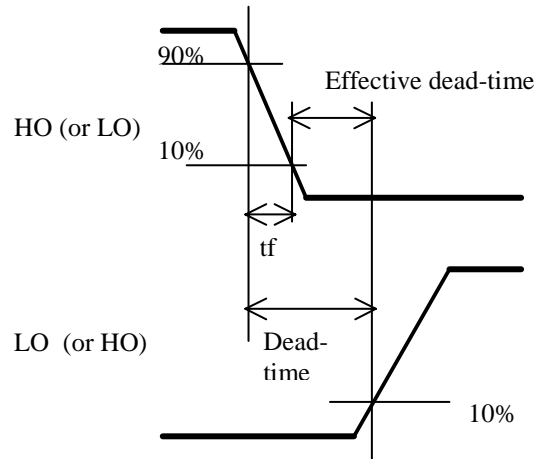 90%
Effective dead-time
HO (or LO)
10%
tf
LO (or HO)
Dead-
time
10%